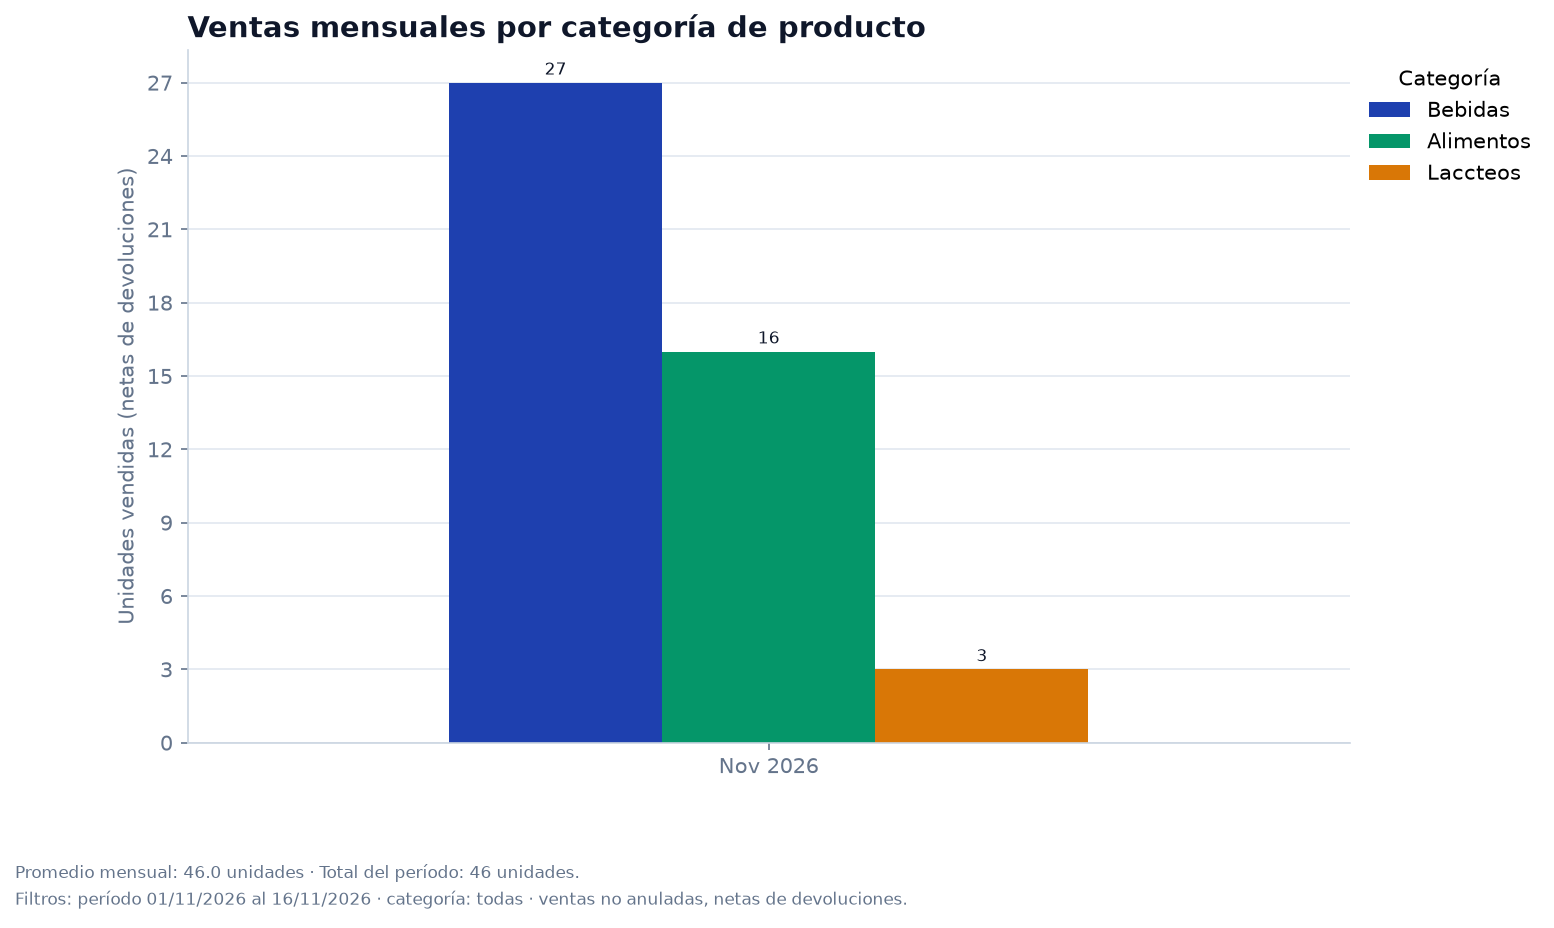 Ventas mensuales por categoría de producto
Categoría
Bebidas
Alimentos
Laccteos
Unidades vendidas (netas de devoluciones)
27
24
21
18
15
12
9
6
3
0
27
16
3
Nov 2026
Promedio mensual: 46.0 unidades · Total del período: 46 unidades.
Filtros: período 01/11/2026 al 16/11/2026 · categoría: todas · ventas no anuladas, netas de devoluciones.